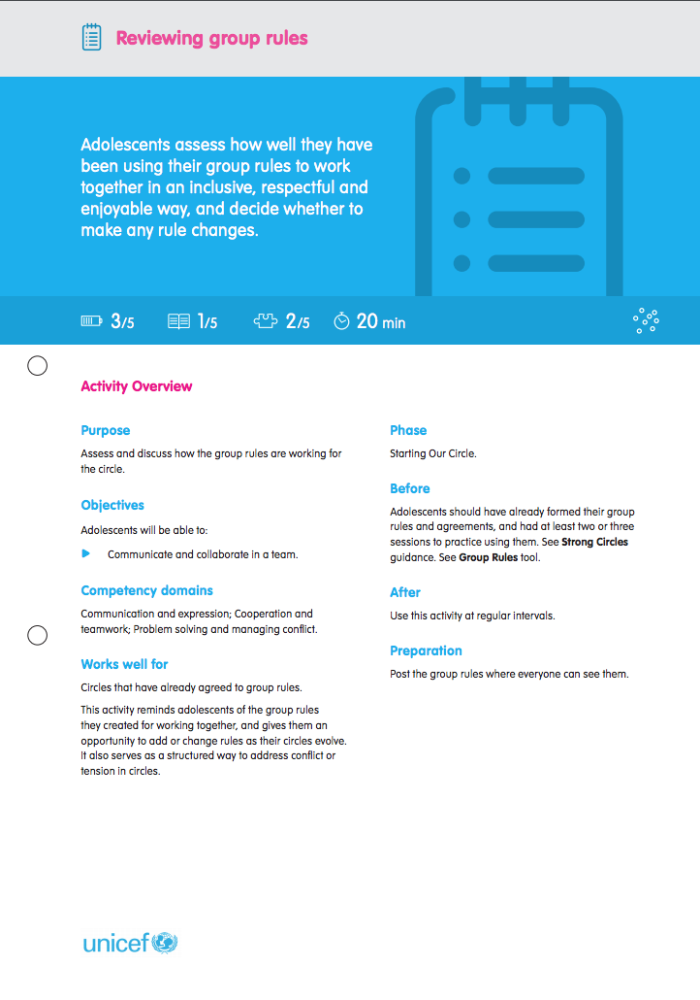 Reviewing group rules
Adolescents assess how well they have
been using their group rules to work
together in an inclusive, respectful and
enjoyable way, and decide whether to
make any rule changes.
3/5 1/5 2/5 20 min
Activity Overview
Purpose
Assess and discuss how the group rules are working for
the circle.
Objectives
Adolescents will be able to:
Communicate and collaborate in a team.
Competency domains
Communication and expression; Cooperation and
teamwork; Problem solving and managing conflict.
Works well for
Circles that have already agreed to group rules.
This activity reminds adolescents of the group rules
they created for working together, and gives them an
opportunity to add or change rules as their circles evolve.
It also serves as a structured way to address conflict or
tension in circles.
Phase
Starting Our Circle.
Before
Adolescents should have already formed their group
rules and agreements, and had at least two or three
sessions to practice using them. See Strong Circles
guidance. See Group Rules tool.
After
Use this activity at regular intervals.
Preparation
Post the group rules where everyone can see them.
unicef